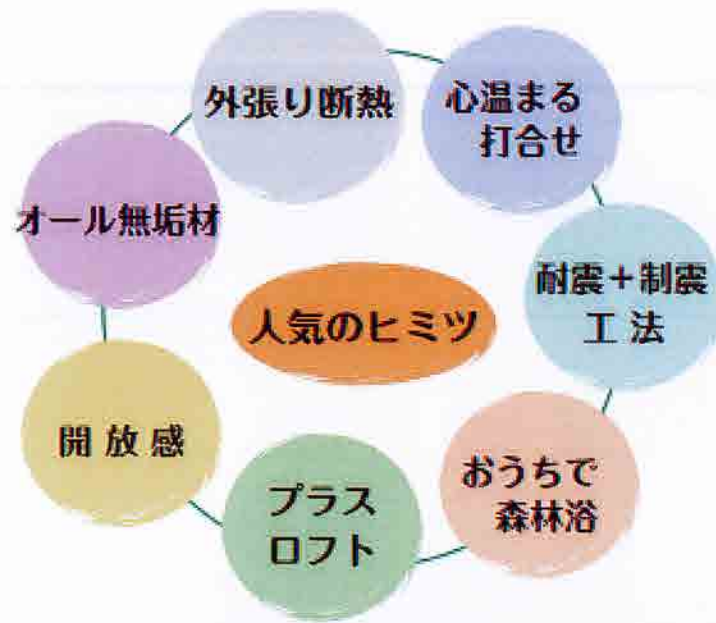 外張り断熱
心温まる
打合せ
オール無垢材
耐震＋制震
工法
人気のヒミツ
開放感
おうちで
森林浴
プラス
ロフト